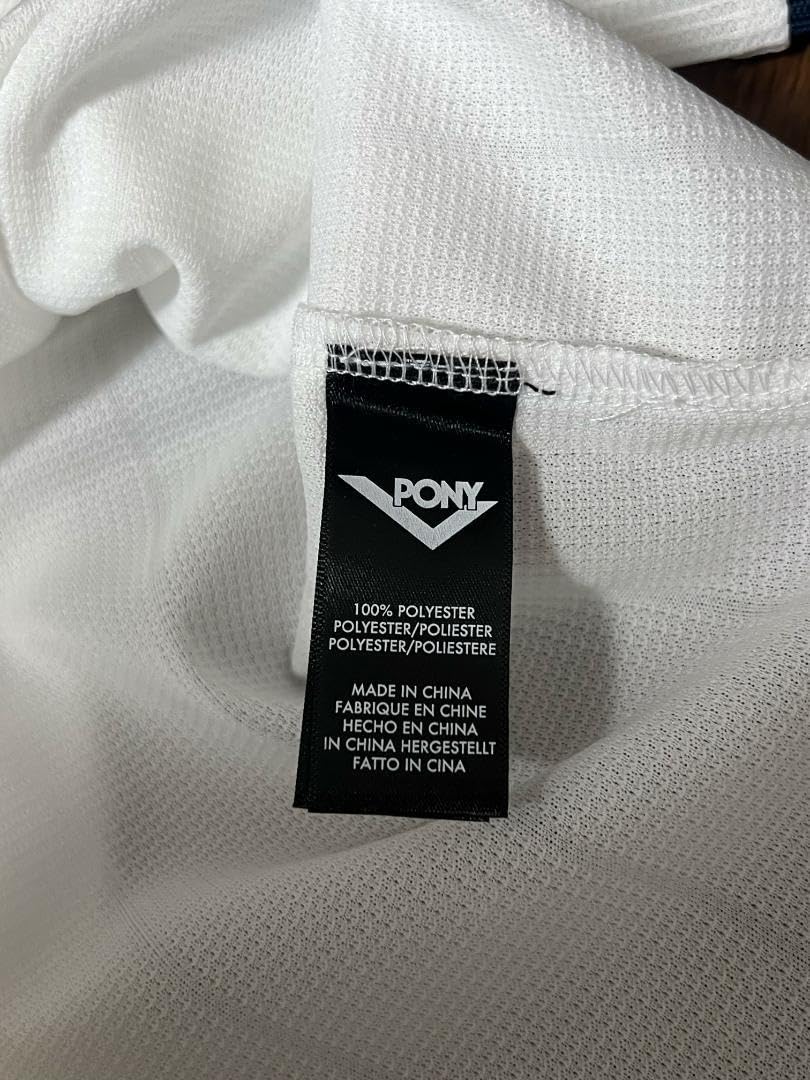 PONY
100% POLYESTER
POLYESTER/POLIESTER
POLYESTER/POLIESTERE
MADE IN CHINA
FABRIQUE EN CHINE
HECHO EN CHINA
IN CHINA HERGESTELLT
FATTO IN CINA